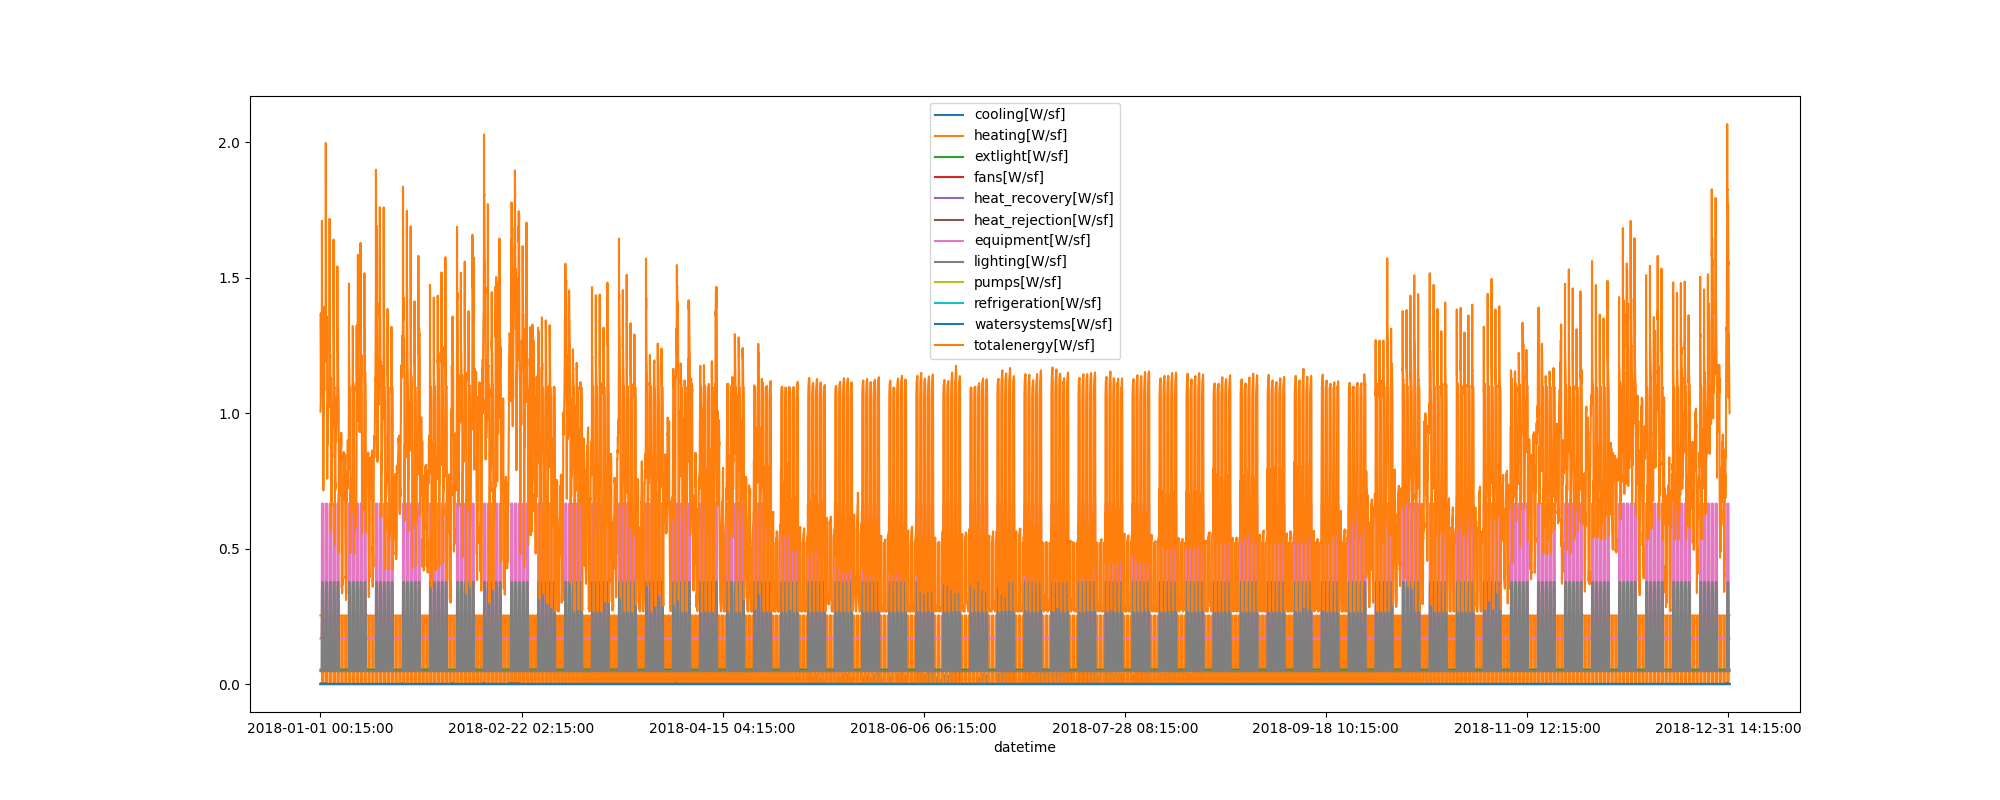 2.0
1.5
1.0
0.5
0.0
cooling[W/sf]
heating[W/sf]
extlight[W/sf]
fans[W/sf]
heat_recovery[W/sf]
heat_rejection[W/sf]
equipment[W/sf]
lighting[W/sf]
pumps[W/sf]
refrigeration[W/sf]
watersystems[W/sf]
totalenergy[W/sf]
2018-01-01 00:15:00 2018-02-22 02:15:00 2018-04-15 04:15:00 2018-06-06 06:15:00 2018-07-28 08:15:00 2018-09-18 10:15:00 2018-11-09 12:15:00 2018-12-31 14:15:00
datetime